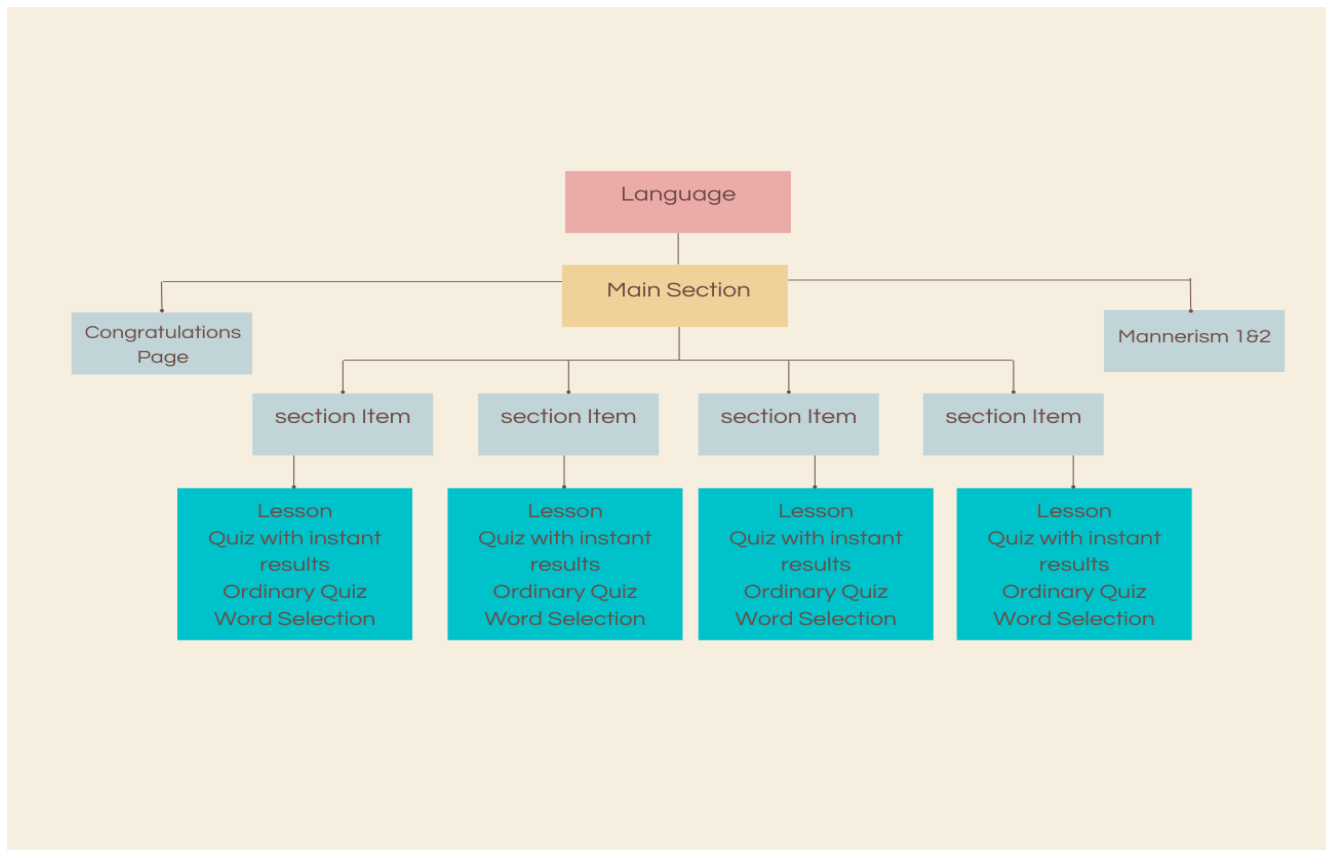 Language
Main Section
Congratulations
Page
Mannerism 1&2
section Item
section Item
section Item
section Item
Lesson
Quiz with instant
results
Ordinary Quiz
Word Selection
Lesson
Quiz with instant
results
Ordinary Quiz
Word Selection
Lesson
Quiz with instant
results
Ordinary Quiz
Word Selection
Lesson
Quiz with instant
results
Ordinary Quiz
Word Selection